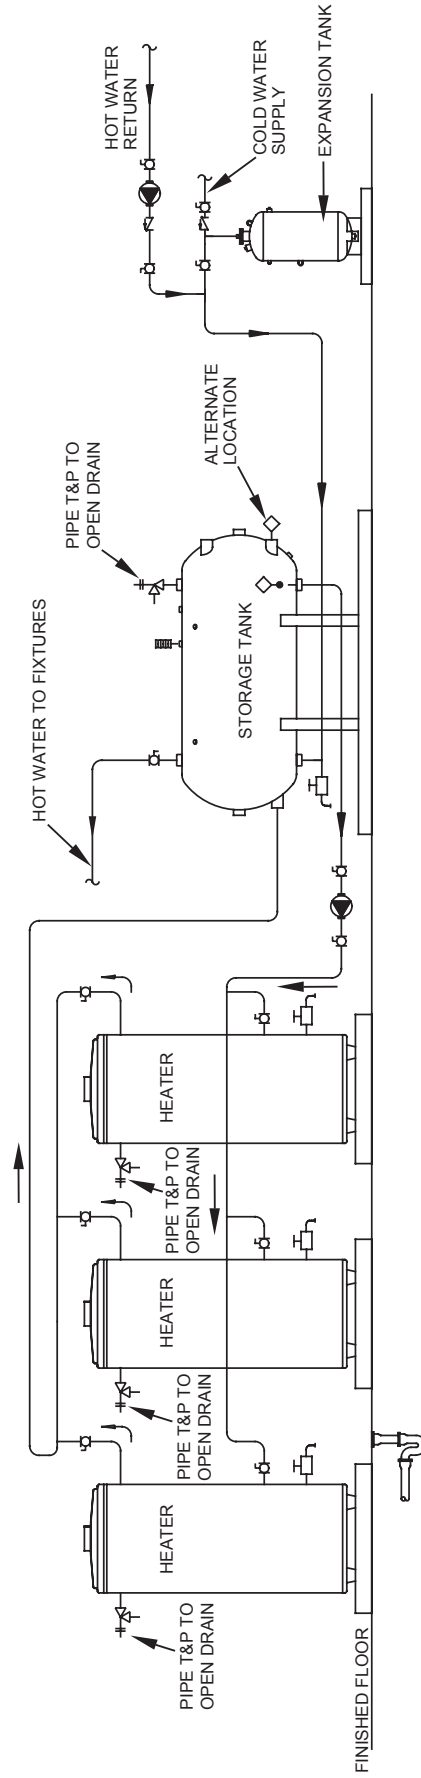 PIPE T&P TO
OPEN DRAIN
HEATER
PIPE T&P TO
OPEN DRAIN
HEATER
PIPE T&P TO
OPEN DRAIN
HEATER
HOT WATER TO FIXTURES
PIPE T&P TO
OPEN DRAIN
STORAGE TANK
ALTERNATE
LOCATION
HOT WATER
RETURN
COLD WATER
SUPPLY
EXPANSION TANK
FINISHED FLOOR